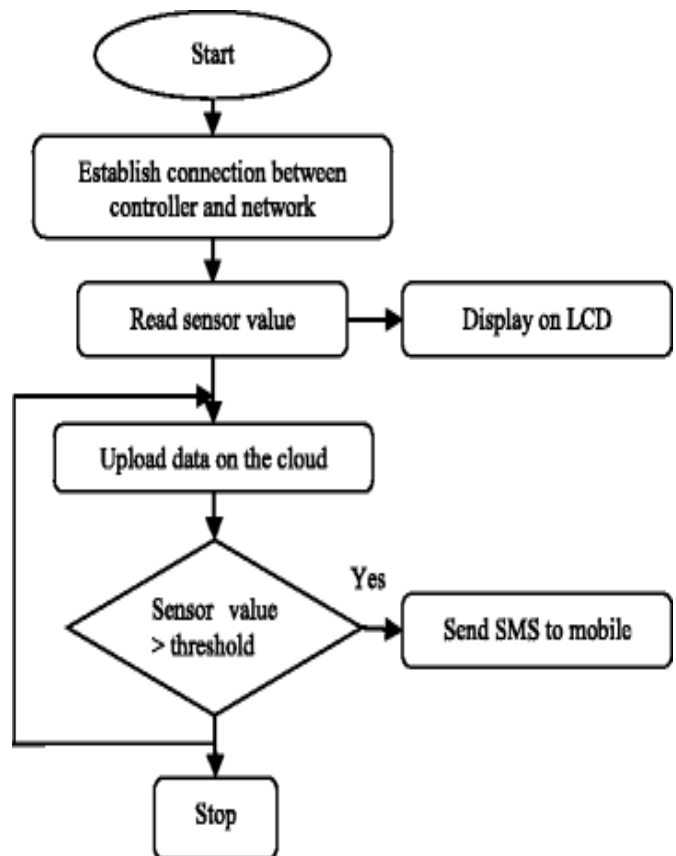 Start
Establish connection between
controller and network
Read sensor value
Display on LCD
Upload data on the cloud
Sensor value
> threshold
Yes
Send SMS to mobile
Stop